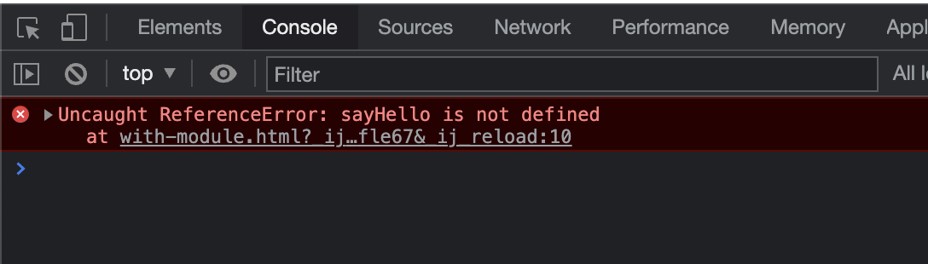 Elements Console Sources Network Performance Memory Appl
top Filter All l
Uncaught ReferenceError: sayHello is not defined
at with-module.html?_ij…fle67&_ij_reload:10